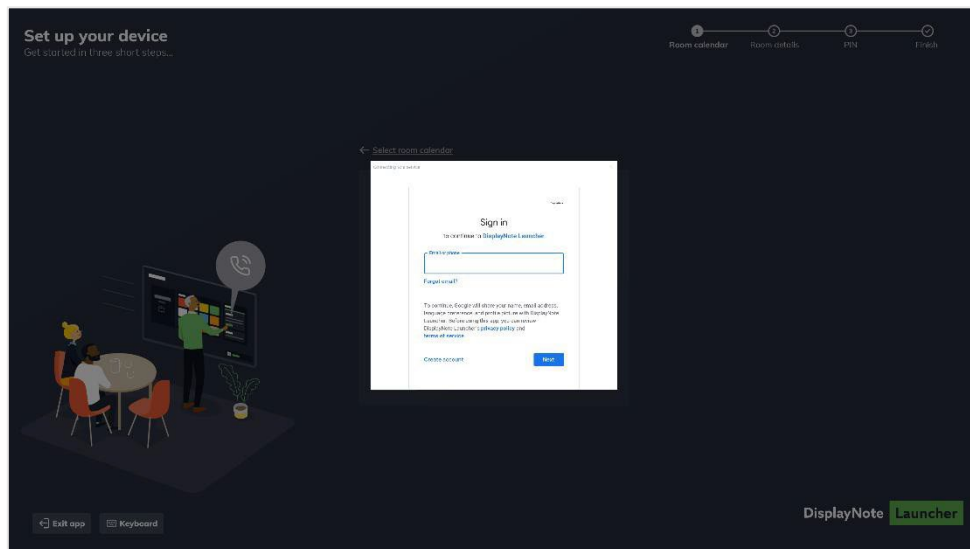 Set up your device
Get started in three short steps...
1
2
3
Room calendar
Room details
PIN
Finish
Select room calendar
Sign in
to continue to DisplayNote Launcher
Email or phone
Forgot email?
To continue, Google will share your name, email address,
language preference, and profile picture with DisplayNote
Launcher. Before using this app, you can review
DisplayNote Launcher's privacy policy and
terms of service.
Create account
Next
Exit app
Keyboard
DisplayNote Launcher